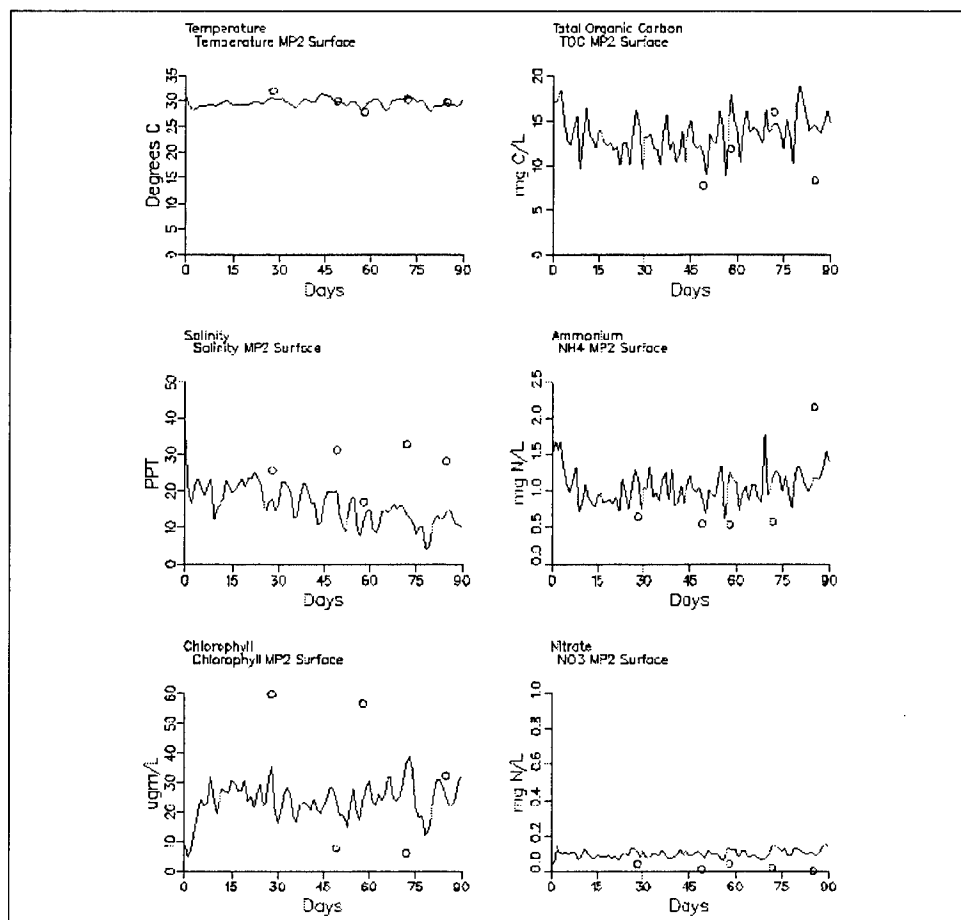 Temperature
Temperature MP2 Surface
Degrees C
0 5 10 15 20 25 30 35
0 15 30 45 60 75 90
Days
Total Organic Carbon
TOC MP2 Surface
mg C/L
0 5 10 15 20
0 15 30 45 60 75 90
Days
Salinity
Salinity MP2 Surface
PPT
0 10 20 30 40 50
0 15 30 45 60 75 90
Days
Ammonium
NH4 MP2 Surface
mg N/L
0.0 0.5 1.0 1.5 2.0 2.5
0 15 30 45 60 75 90
Days
Chlorophyll
Chlorophyll MP2 Surface
ugm/L
0 10 20 30 40 50 60
0 15 30 45 60 75 90
Days
Nitrate
NO3 MP2 Surface
mg N/L
0.0 0.2 0.4 0.6 0.8 1.0
0 15 30 45 60 75 90
Days